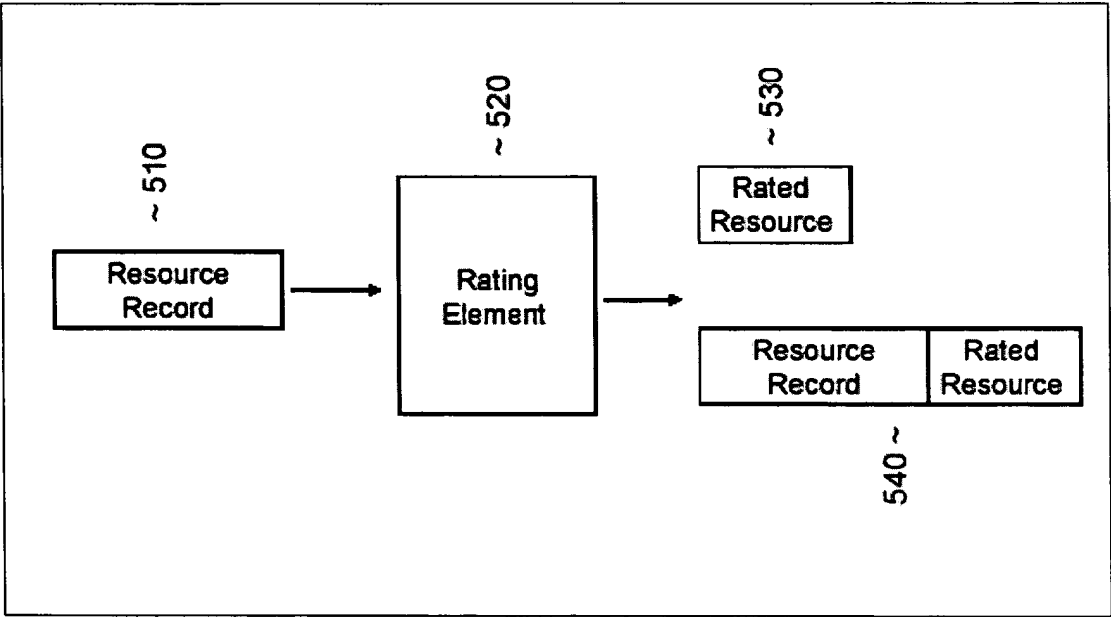 ~ 510
Resource
Record
~ 520
Rating
Element
~ 530
Rated
Resource
Resource
Record
Rated
Resource
540 ~